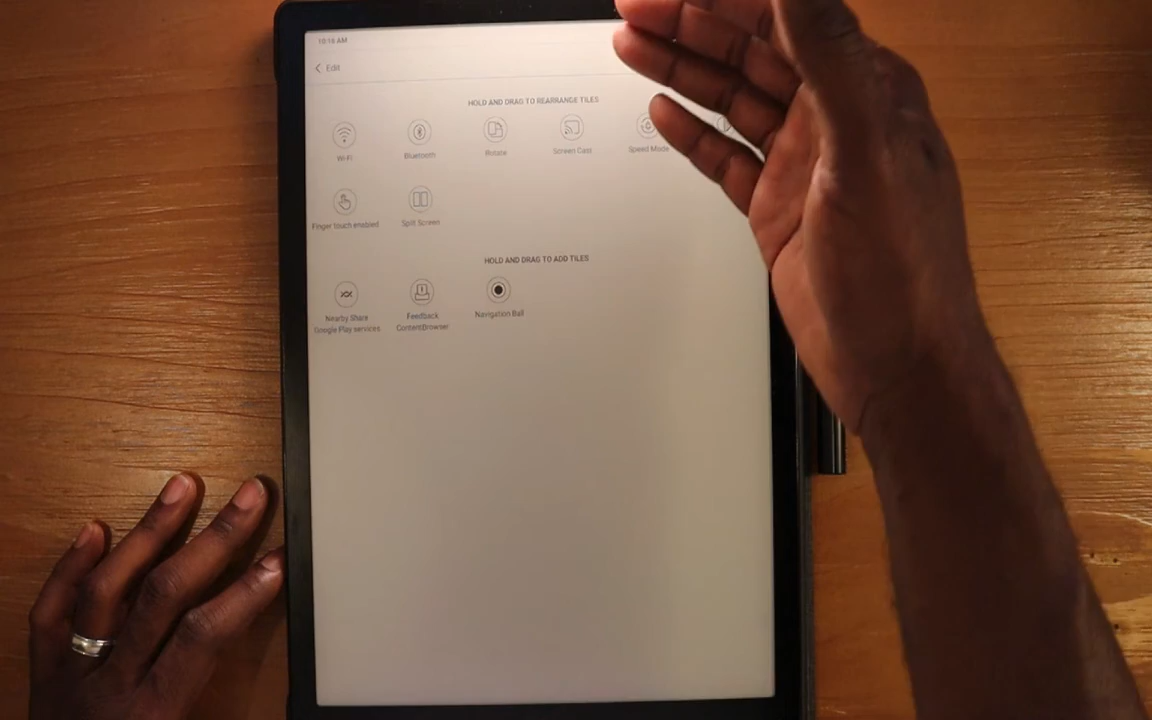 10:16 AM
Edit
HOLD AND DRAG TO REARRANGE TILES
Wi-Fi
Bluetooth
Rotate
Screen Cast
Speed Mode
Finger touch enabled
Split Screen
HOLD AND DRAG TO ADD TILES
Nearby Share
Google Play services
Feedback
ContentBrowser
Navigation Ball